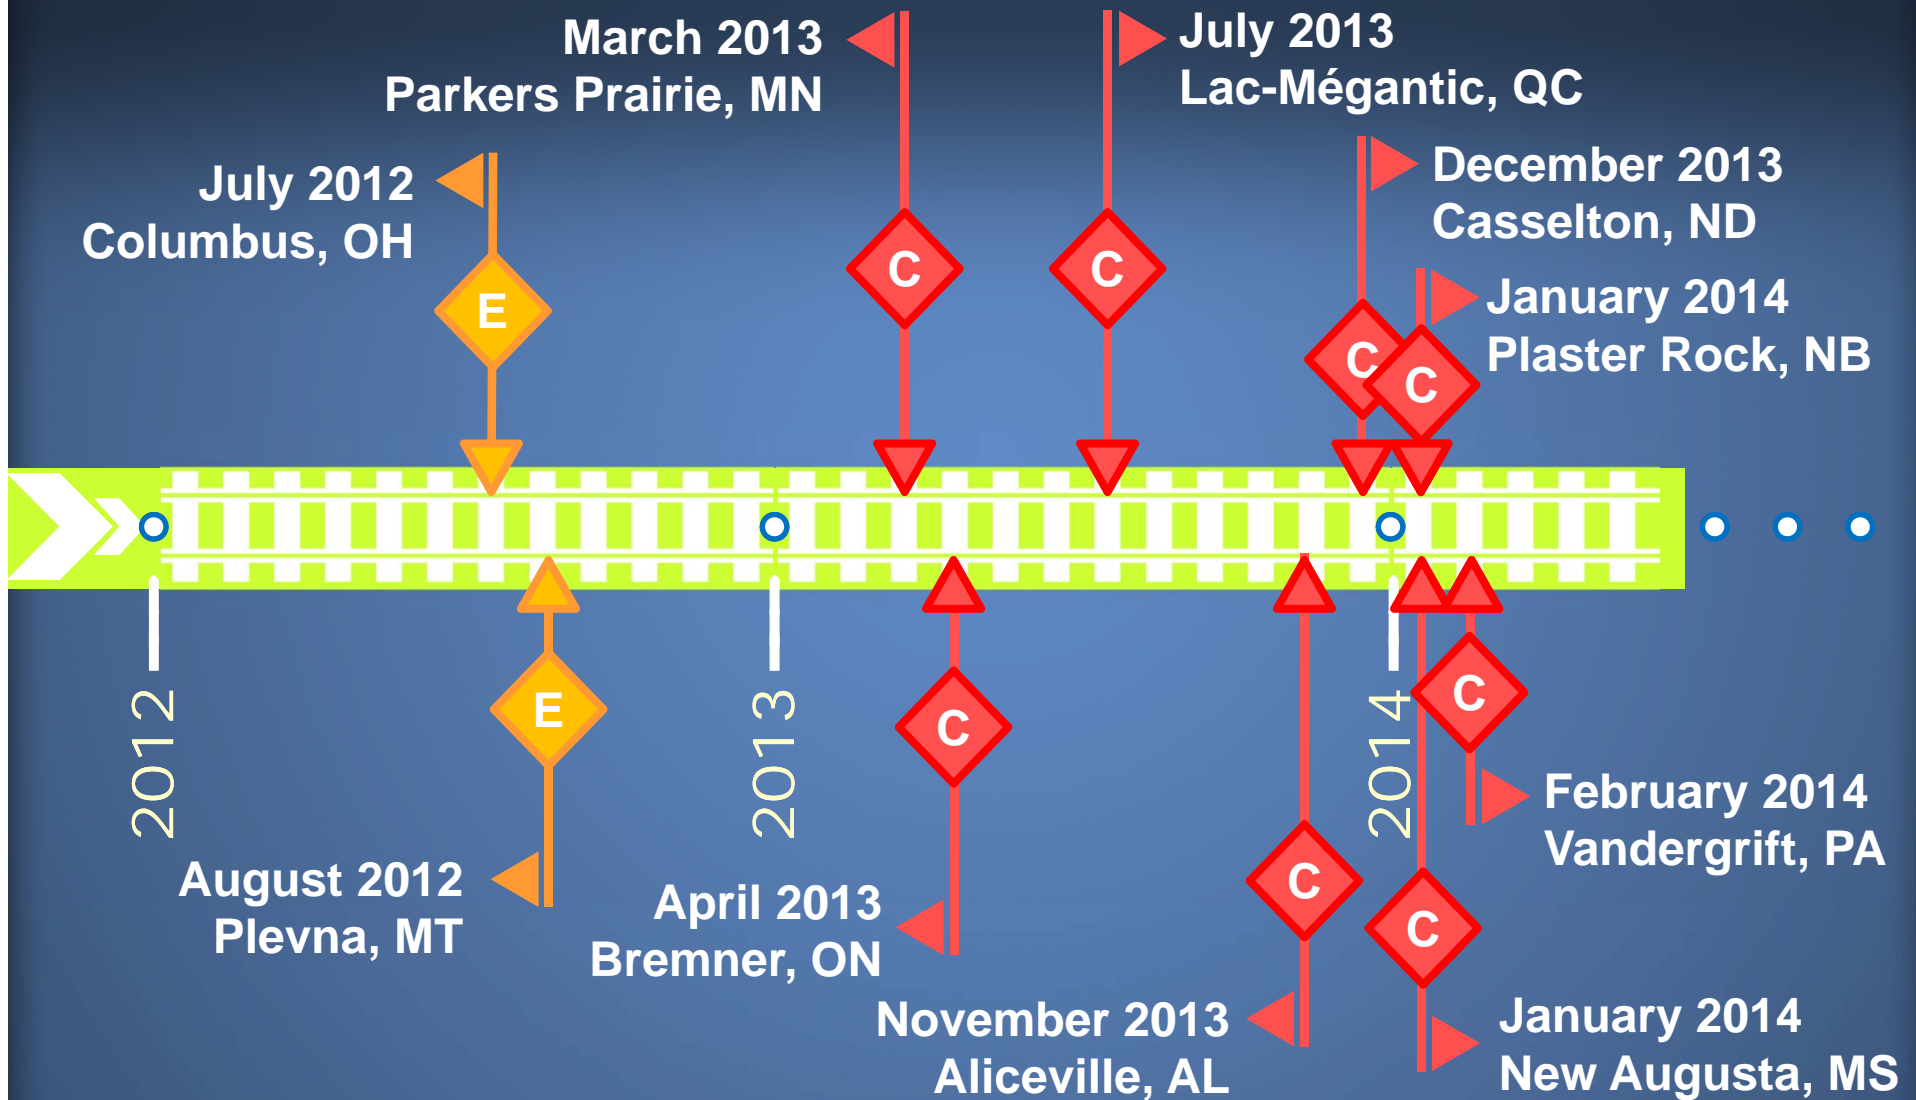 March 2013
Parkers Prairie, MN
July 2013
Lac-Mégantic, QC
July 2012
Columbus, OH
December 2013
Casselton, ND
January 2014
Plaster Rock, NB
E
C
C
C
C
2012
2013
2014
E
C
C
C
C
February 2014
Vandergrift, PA
August 2012
Plevna, MT
April 2013
Bremner, ON
November 2013
Aliceville, AL
January 2014
New Augusta, MS